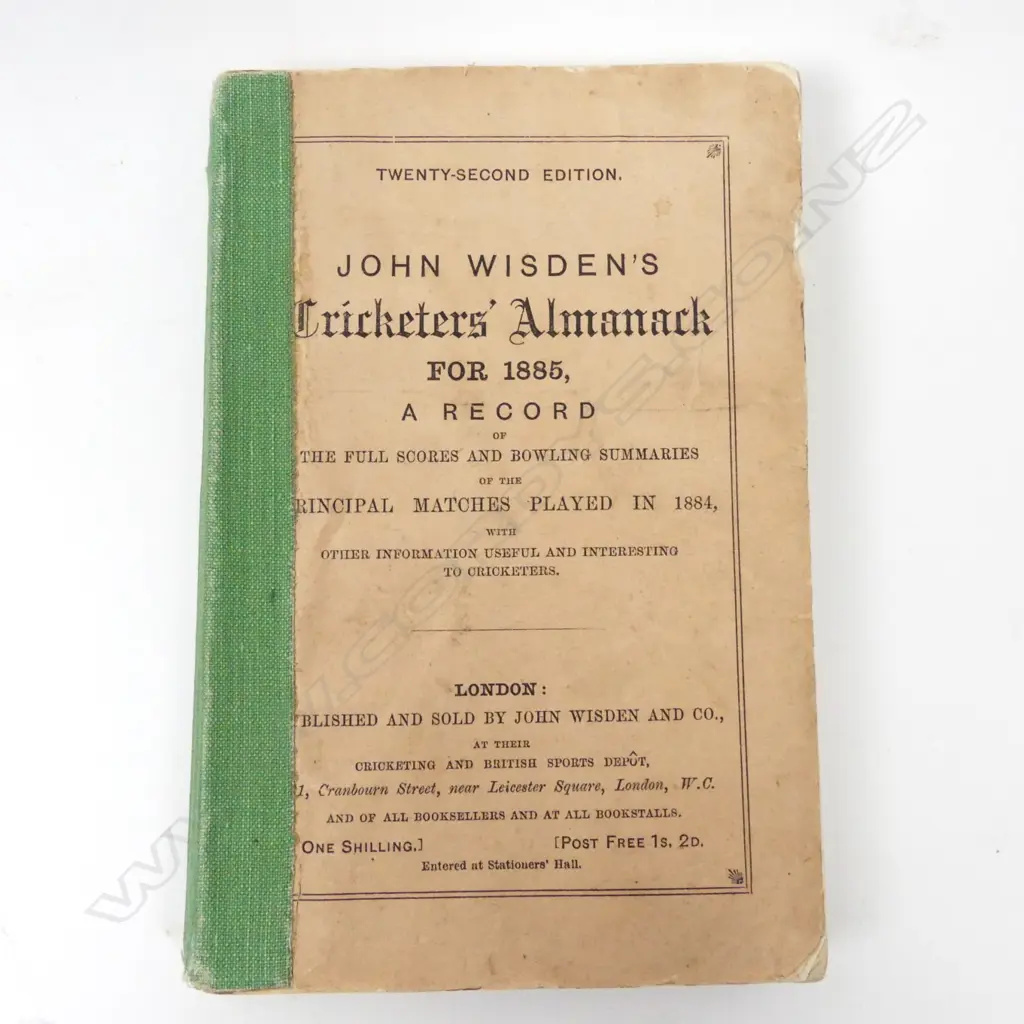 TWENTY-SECOND EDITION.
JOHN WISDEN'S
Cricketers' Almanack
FOR 1885,
A RECORD
OF
THE FULL SCORES AND BOWLING SUMMARIES
OF THE
RINCIPAL MATCHES PLAYED IN 1884,
WITH
OTHER INFORMATION USEFUL AND INTERESTING
TO CRICKETERS.
LONDON:
BLISHED AND SOLD BY JOHN WISDEN AND CO.,
AT THEIR
CRICKETING AND BRITISH SPORTS DEPÔT,
1, Cranbourn Street, near Leicester Square, London, W.C.
AND OF ALL BOOKSELLERS AND AT ALL BOOKSTALLS.
ONE SHILLING.] [POST FREE 1S. 2D.
Entered at Stationers' Hall.